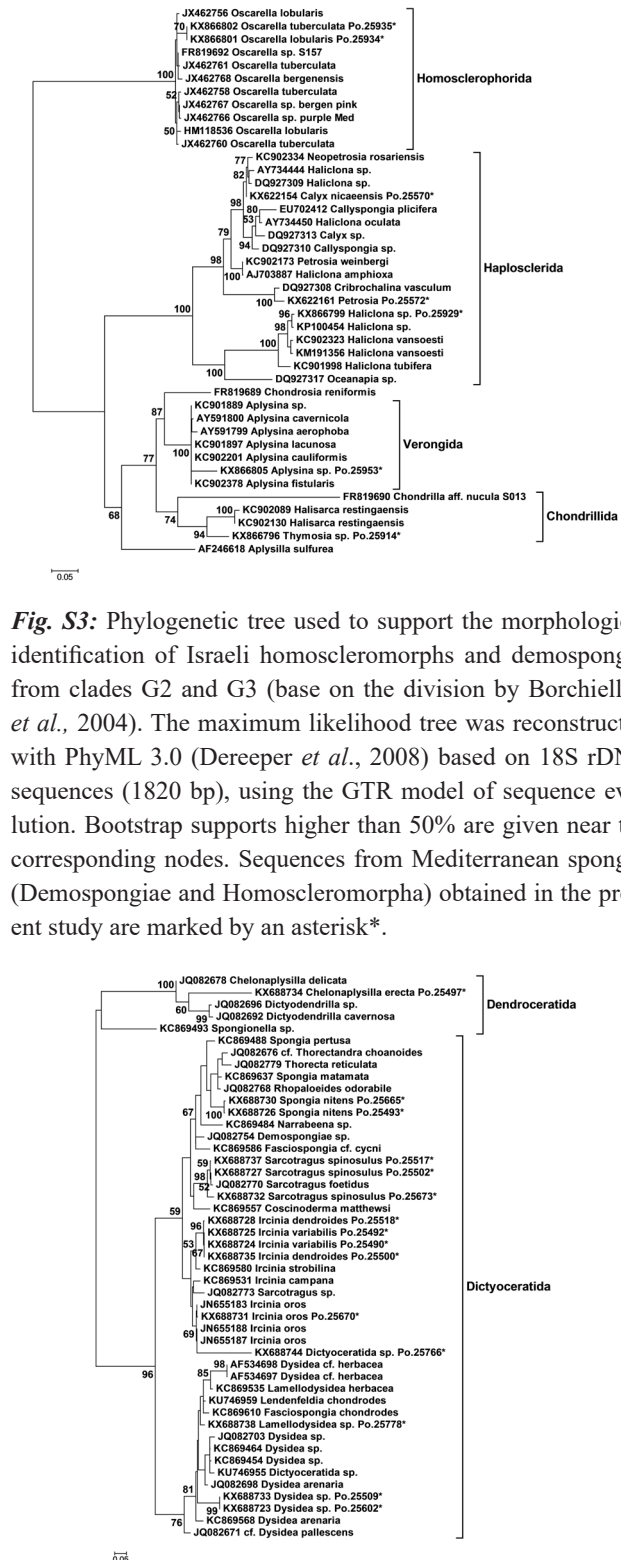 JX462756 Oscarella lobularis
70
KX866802 Oscarella tuberculata Po.25935*
KX866801 Oscarella lobularis Po.25934*
FR819692 Oscarella sp. S157
JX462761 Oscarella tuberculata
100
JX462768 Oscarella bergenensis
Homosclerophorida
JX462758 Oscarella tuberculata
52
JX462767 Oscarella sp. bergen pink
JX462766 Oscarella sp. purple Med
50
HM118536 Oscarella lobularis
JX462760 Oscarella tuberculata
77
KC902334 Neopetrosia rosariensis
AY734444 Haliclona sp.
82
DQ927309 Haliclona sp.
98
KX622154 Calyx nicaeensis Po.25570*
80
EU702412 Callyspongia plicifera
53
AY734450 Haliclona oculata
79
DQ927313 Calyx sp.
94
DQ927310 Callyspongia sp.
98
KC902173 Petrosia weinbergi
Haplosclerida
100
AJ703887 Haliclona amphioxa
DQ927308 Cribrochalina vasculum
100
KX622161 Petrosia Po.25572*
100
96
KX866799 Haliclona sp. Po.25929*
98
KP100454 Haliclona sp.
KC902323 Haliclona vansoesti
100
KM191356 Haliclona vansoesti
KC901998 Haliclona tubifera
100
DQ927317 Oceanapia sp.
FR819689 Chondrosia reniformis
87
KC901889 Aplysina sp.
AY591800 Aplysina cavernicola
AY591799 Aplysina aerophoba
KC901897 Aplysina lacunosa
Verongida
100
KC902201 Aplysina cauliformis
77
KX866805 Aplysina sp. Po.25953*
KC902378 Aplysina fistularis
FR819690 Chondrilla aff. nucula S013
68
74
100
KC902089 Halisarca restingaensis
Chondrillida
KC902130 Halisarca restingaensis
94
KX866796 Thymosia sp. Po.25914*
AF246618 Aplysilla sulfurea
0.05
Fig. S3: Phylogenetic tree used to support the morphologic
identification of Israeli homoscleromorphs and demospong
from clades G2 and G3 (base on the division by Borchiell
et al., 2004). The maximum likelihood tree was reconstruct
with PhyML 3.0 (Dereeper et al., 2008) based on 18S rDN
sequences (1820 bp), using the GTR model of sequence ev
lution. Bootstrap supports higher than 50% are given near t
corresponding nodes. Sequences from Mediterranean spong
(Demospongiae and Homoscleromorpha) obtained in the pre
ent study are marked by an asterisk*.
JQ082678 Chelonaplysilla delicata
100
KX688734 Chelonaplysilla erecta Po.25497*
60
JQ082696 Dictyodendrilla sp.
Dendroceratida
99
JQ082692 Dictyodendrilla cavernosa
KC869493 Spongionella sp.
KC869488 Spongia pertusa
JQ082676 cf. Thorectandra choanoides
JQ082779 Thorecta reticulata
KC869637 Spongia matamata
JQ082768 Rhopaloeides odorabile
KX688730 Spongia nitens Po.25665*
67
100
KX688726 Spongia nitens Po.25493*
KC869484 Narrabeena sp.
JQ082754 Demospongiae sp.
KC869586 Fasciospongia cf. cycni
59
KX688737 Sarcotragus spinosulus Po.25517*
98
KX688727 Sarcotragus spinosulus Po.25502*
52
JQ082770 Sarcotragus foetidus
KX688732 Sarcotragus spinosulus Po.25673*
59
KC869557 Coscinoderma matthewsi
96
KX688728 Ircinia dendroides Po.25518*
KX688725 Ircinia variabilis Po.25492*
53
KX688724 Ircinia variabilis Po.25490*
67
KX688735 Ircinia dendroides Po.25500*
KC869580 Ircinia strobilina
KC869531 Ircinia campana
Dictyoceratida
JQ082773 Sarcotragus sp.
JN655183 Ircinia oros
KX688731 Ircinia oros Po.25670*
JN655188 Ircinia oros
69
JN655187 Ircinia oros
KX688744 Dictyoceratida sp. Po.25766*
98
AF534698 Dysidea cf. herbacea
96
85
AF534697 Dysidea cf. herbacea
KC869535 Lamellodysidea herbacea
KU746959 Lendenfeldia chondrodes
KC869610 Fasciospongia chondrodes
KX688738 Lamellodysidea sp. Po.25778*
JQ082703 Dysidea sp.
KC869464 Dysidea sp.
KC869454 Dysidea sp.
KU746955 Dictyoceratida sp.
81
JQ082698 Dysidea arenaria
KX688733 Dysidea sp. Po.25509*
99
KX688723 Dysidea sp. Po.25602*
76
KC869568 Dysidea arenaria
JQ082671 cf. Dysidea pallescens
0.05